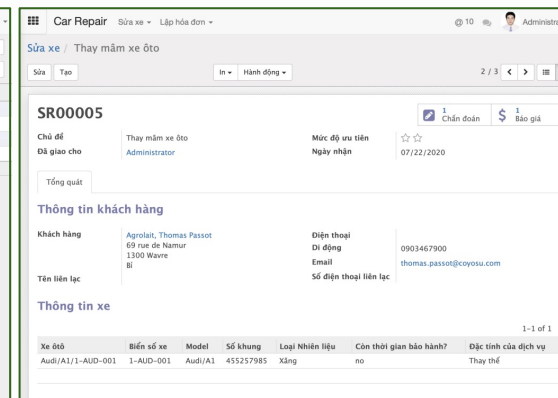 Car Repair Sửa xe Lập hóa đơn @ 10 Administra
Sửa xe / Thay mâm xe ôto
Sửa Tạo In Hành động 2 / 3
SR00005 1 Chẩn đoán $ 1 Báo giá
Chủ đề Thay mâm xe ôto Mức độ ưu tiên
Đã giao cho Administrator Ngày nhận 07/22/2020
Tổng quát
Thông tin khách hàng
Khách hàng Agrolait, Thomas Passot Điện thoại
69 rue de Namur Di động 0903467900
1300 Wavre Email thomas.passot@coyosu.com
Bỉ Số điện thoại liên lạc
Tên liên lạc
Thông tin xe
1-1 of 1
Xe ôtô Biển số xe Model Số khung Loại Nhiên liệu Còn thời gian bảo hành? Đặc tính của dịch vụ
Audi/A1/1-AUD-001 1-AUD-001 Audi/A1 455257985 Xăng no Thay thế